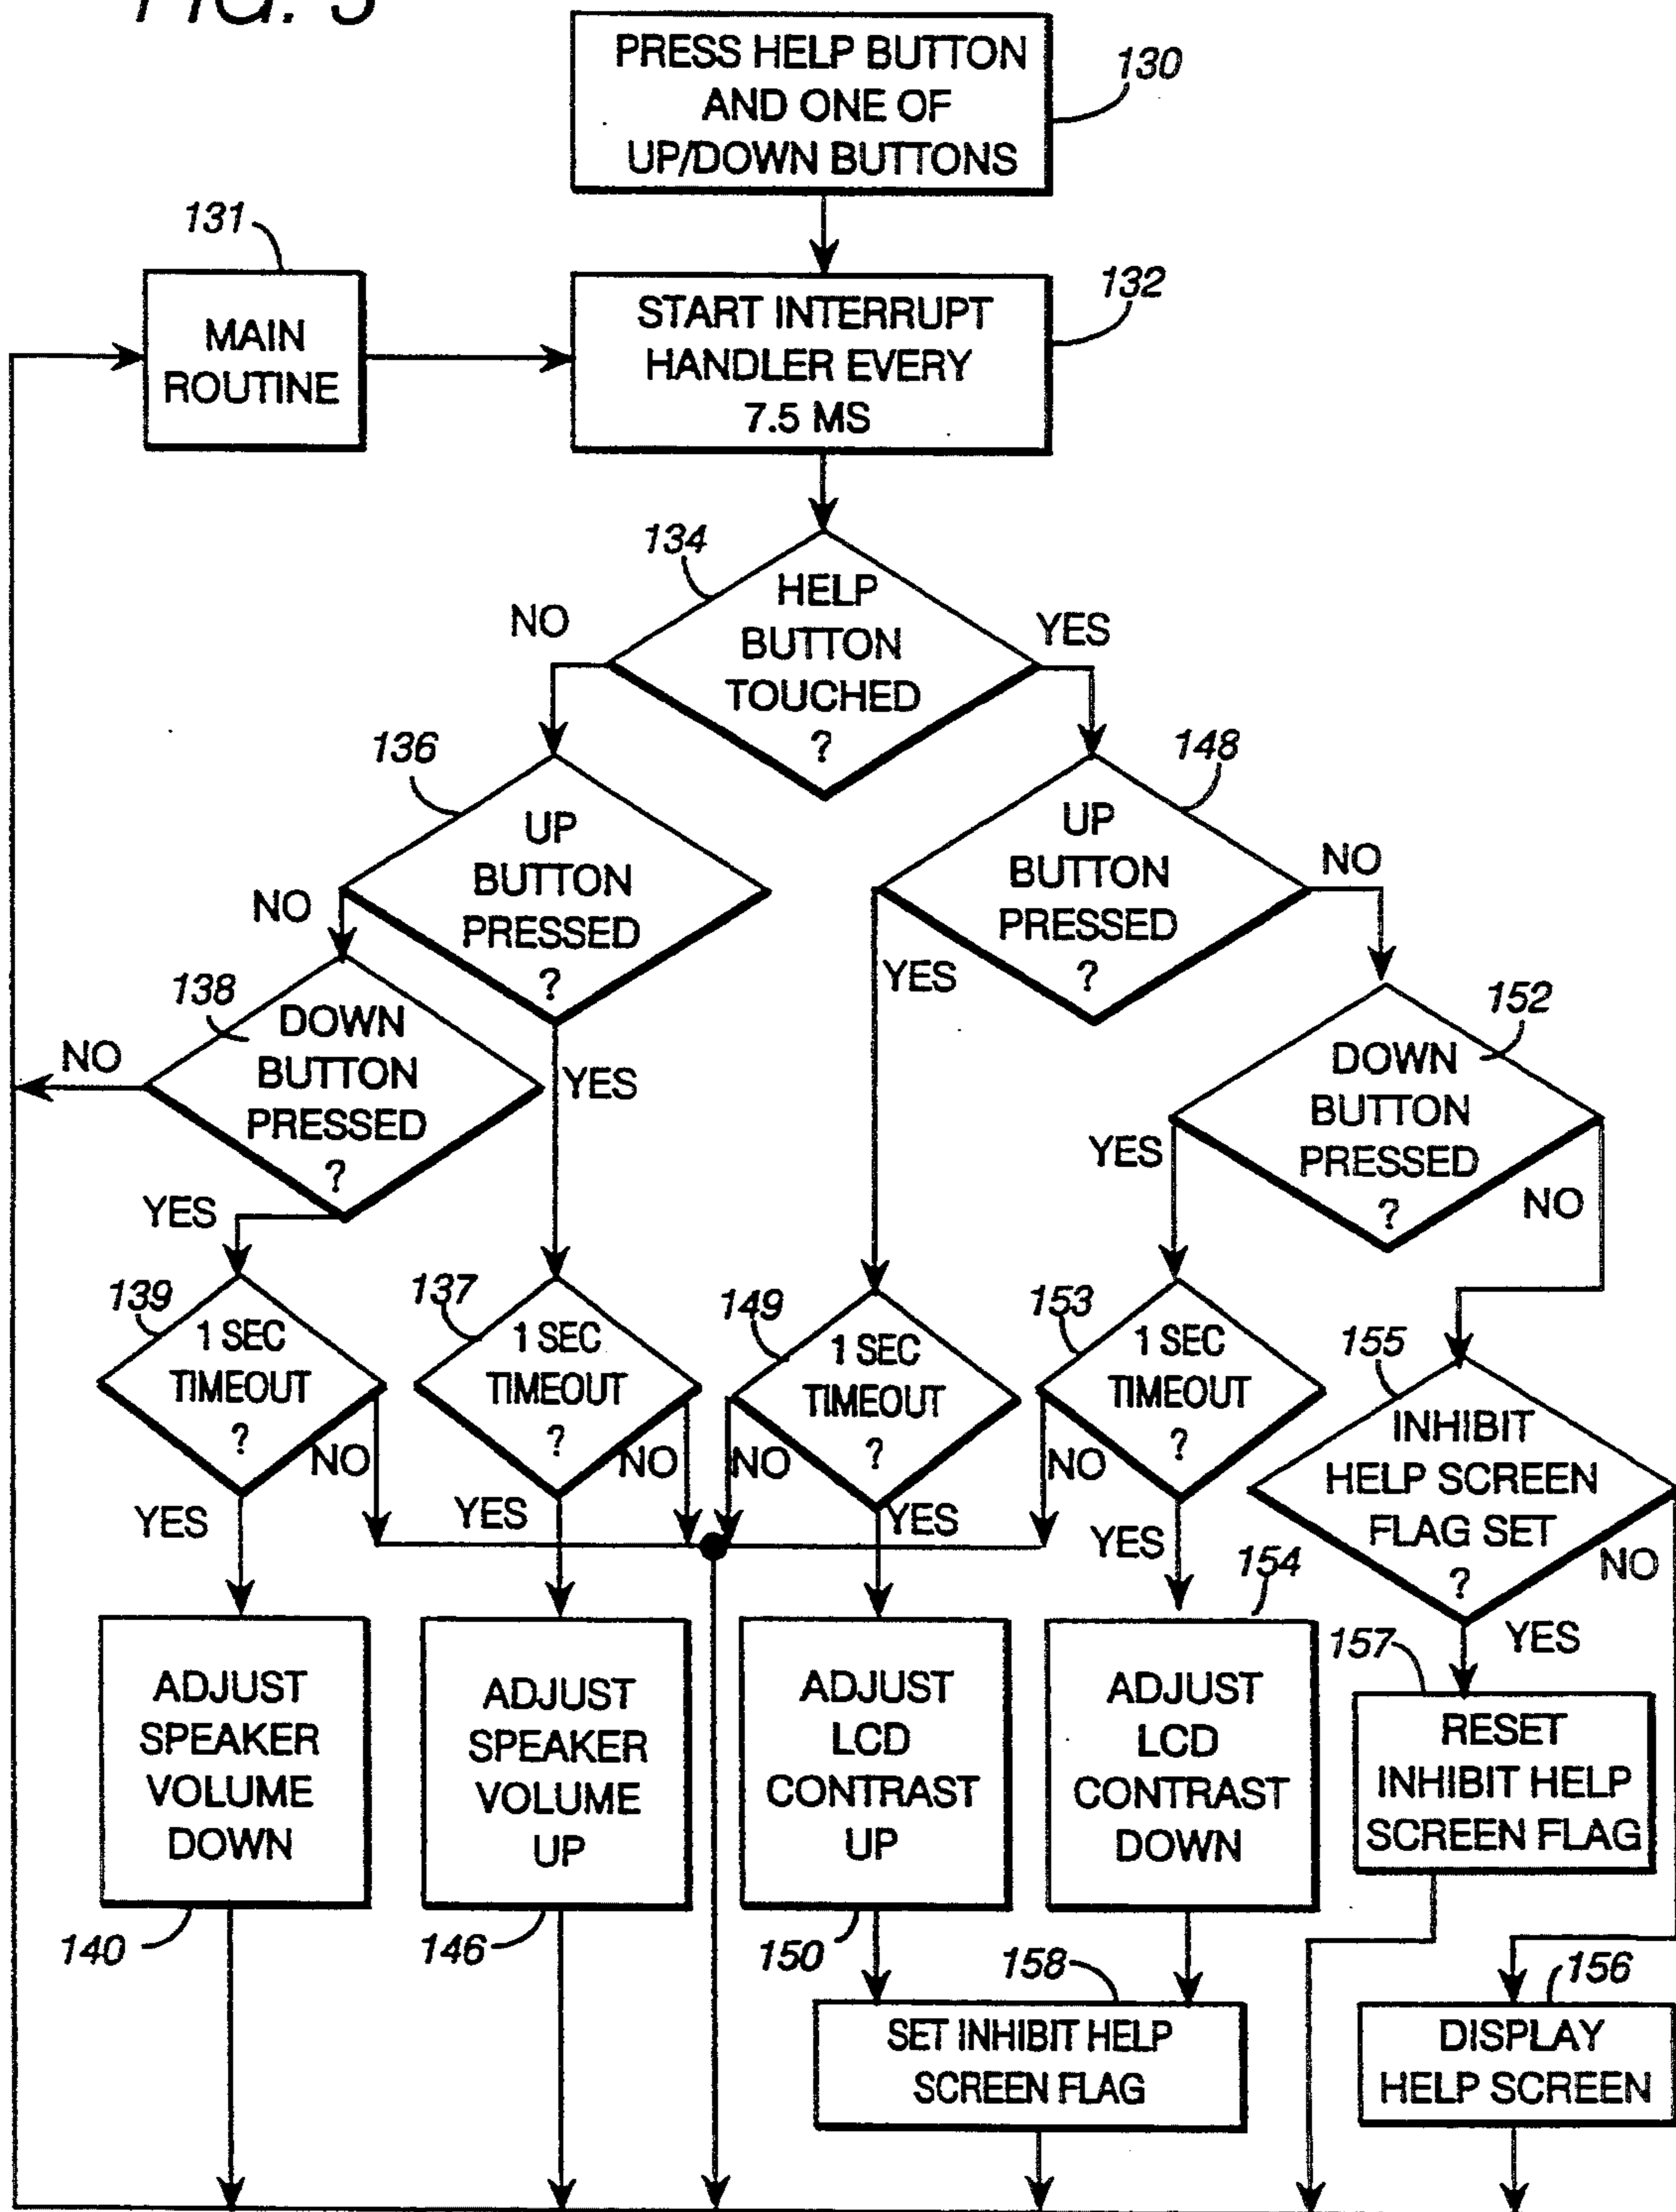 FIG. 5
PRESS HELP BUTTON
AND ONE OF
UP/DOWN BUTTONS
130
131
MAIN
ROUTINE
132
START INTERRUPT
HANDLER EVERY
7.5 MS
134
HELP
BUTTON
TOUCHED
?
NO
YES
136
UP
BUTTON
PRESSED
?
NO
YES
148
UP
BUTTON
PRESSED
?
YES
NO
138
DOWN
BUTTON
PRESSED
?
NO
YES
152
DOWN
BUTTON
PRESSED
?
YES
NO
139
1 SEC
TIMEOUT
?
NO
YES
137
1 SEC
TIMEOUT
?
NO
YES
149
1 SEC
TIMEOUT
?
NO
YES
153
1 SEC
TIMEOUT
?
NO
YES
155
INHIBIT
HELP SCREEN
FLAG SET
?
NO
YES
ADJUST
SPEAKER
VOLUME
DOWN
140
ADJUST
SPEAKER
VOLUME
UP
146
ADJUST
LCD
CONTRAST
UP
150
154
ADJUST
LCD
CONTRAST
DOWN
157
RESET
INHIBIT HELP
SCREEN FLAG
158
SET INHIBIT HELP
SCREEN FLAG
156
DISPLAY
HELP SCREEN